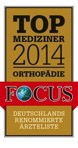 TOP
MEDIZINER
2014
ORTHOPÄDIE
FOCUS
DEUTSCHLANDS
RENOMMIERTE
ÄRZTELISTE